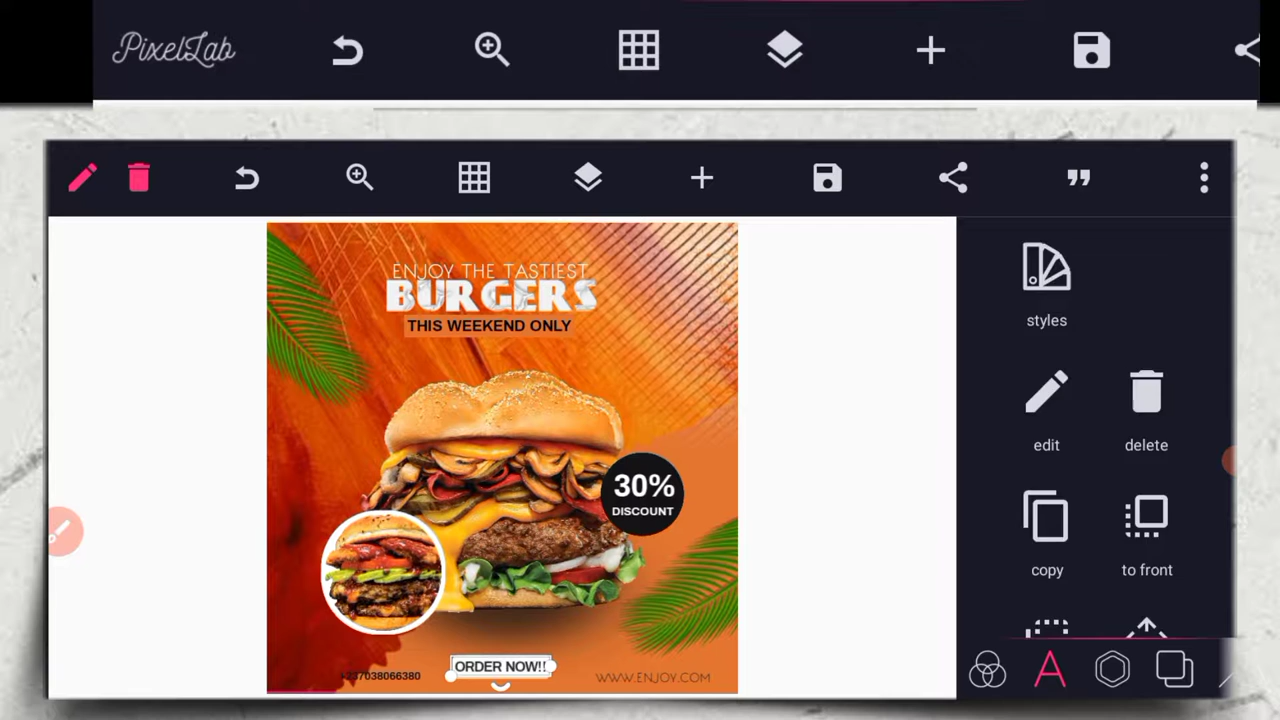 PixelLab
ENJOY THE TASTIEST
BURGERS
THIS WEEKEND ONLY
30%
DISCOUNT
ORDER NOW!!
+237038066380
WWW.ENJOY.COM
styles
edit
delete
copy
to front